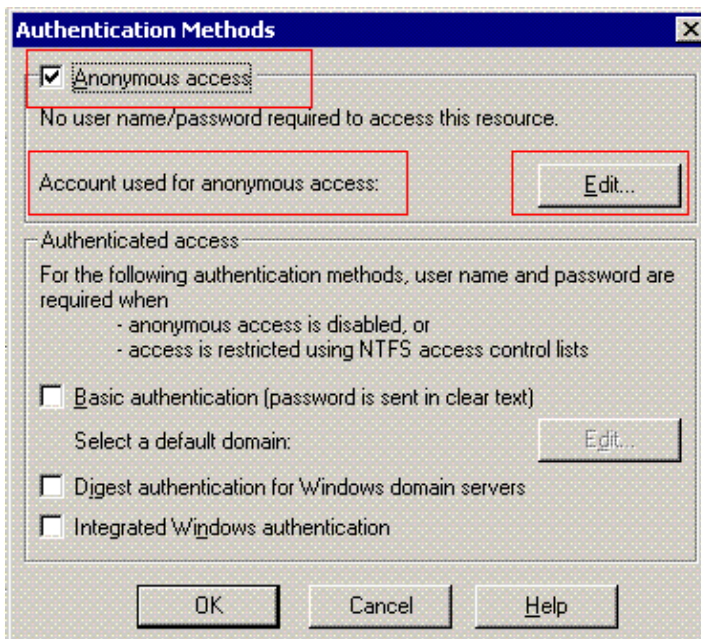 Authentication Methods
Anonymous access
No user name/password required to access this resource.
Account used for anonymous access:
Edit...
Authenticated access
For the following authentication methods, user name and password are
required when
- anonymous access is disabled, or
- access is restricted using NTFS access control lists
Basic authentication (password is sent in clear text)
Select a default domain:
Edit...
Digest authentication for Windows domain servers
Integrated Windows authentication
OK
Cancel
Help